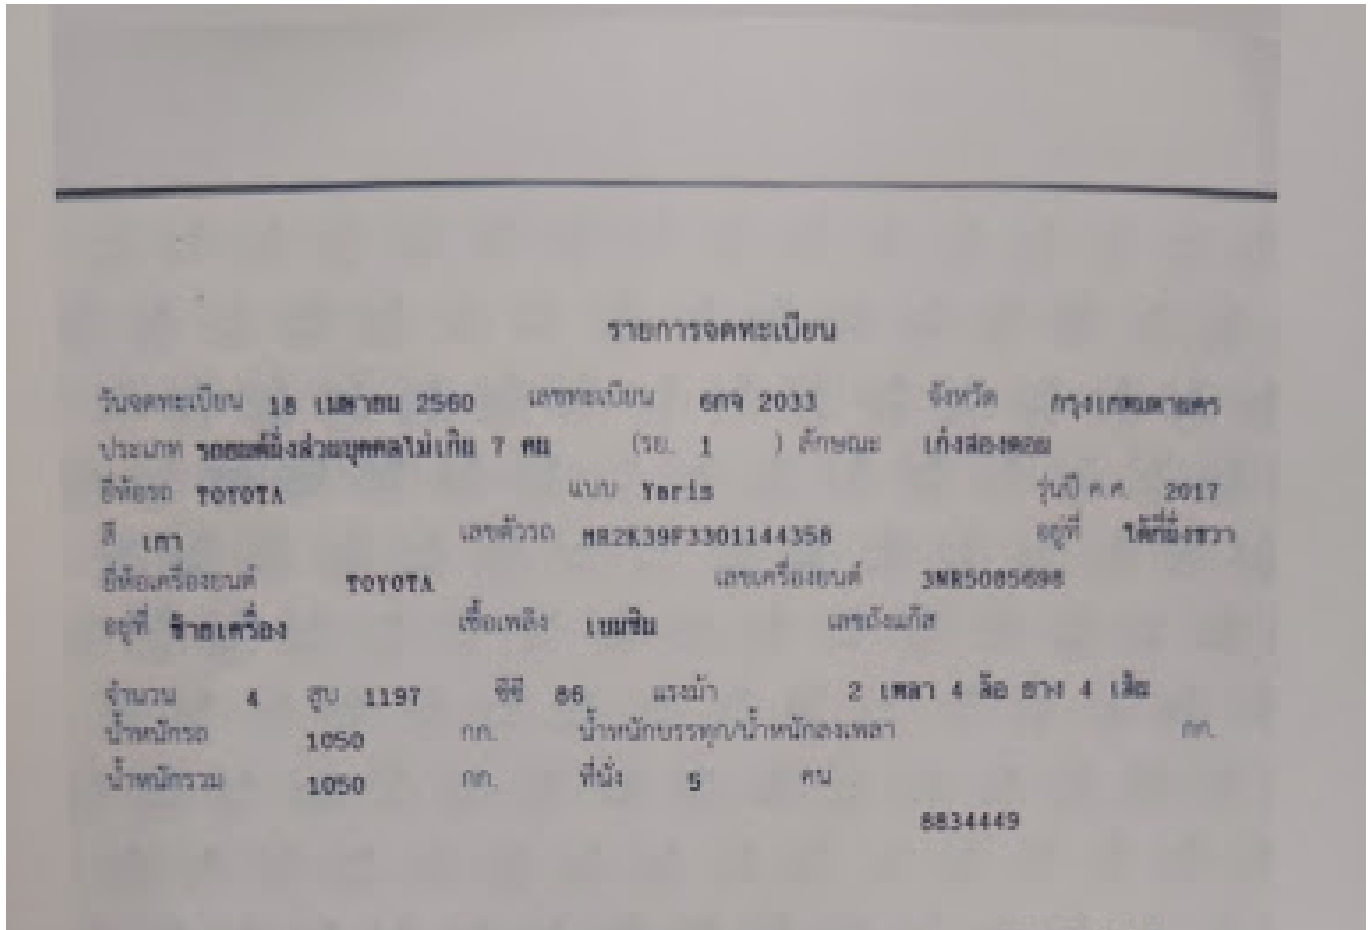 รายการจดทะเบียน
วันจดทะเบียน 18 เมษายน 2560 เลขทะเบียน 6กจ 2033 จังหวัด กรุงเทพมหานคร
ประเภท รถยนต์นั่งส่วนบุคคลไม่เกิน 7 คน (รย. 1 ) ลักษณะ เก๋งสองตอน
ยี่ห้อรถ TOYOTA แบบ Yaris รุ่นปี ค.ศ. 2017
สี เทา เลขตัวรถ MR2K39F3301144358 อยู่ที่ ใต้ที่นั่งขวา
ยี่ห้อเครื่องยนต์ TOYOTA เลขเครื่องยนต์ 3NR5085698
อยู่ที่ ซ้ายเครื่อง เชื้อเพลิง เบนซิน เลขถังแก๊ส
จำนวน 4 สูบ 1197 ซีซี 86 แรงม้า 2 เพลา 4 ล้อ ยาง 4 เส้น
น้ำหนักรถ 1050 กก. น้ำหนักบรรทุก/น้ำหนักลงเพลา กก.
น้ำหนักรวม 1050 กก. ที่นั่ง 5 คน
8834449